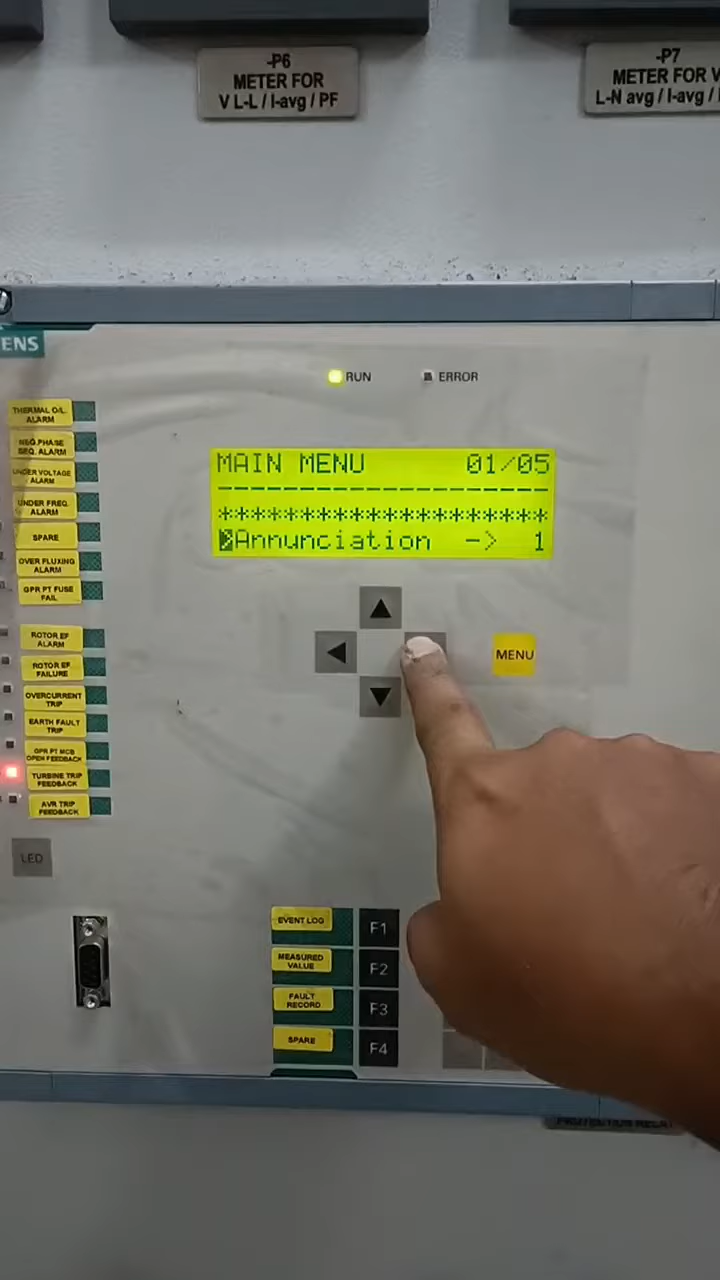 -P6
METER FOR
V L-L / I-avg / PF
-P7
METER FOR V
L-N avg / I-avg /
ENS
RUN
ERROR
THERMAL O/L
ALARM
NEG.PHASE
SEQ. ALARM
UNDER VOLTAGE
ALARM
UNDER FREQ.
ALARM
SPARE
OVER FLUXING
ALARM
GPR PT FUSE
FAIL
ROTOR EF
ALARM
ROTOR EF
FAILURE
OVERCURRENT
TRIP
EARTH FAULT
TRIP
GPR PT MCB
OPEN FEEDBACK
TURBINE TRIP
FEEDBACK
AVR TRIP
FEEDBACK
MAIN MENU 01/05
--------------------
********************
Annunciation -> 1
MENU
LED
EVENT LOG
F1
MEASURED
VALUE
F2
FAULT
RECORD
F3
SPARE
F4
PROTECTION RELAY